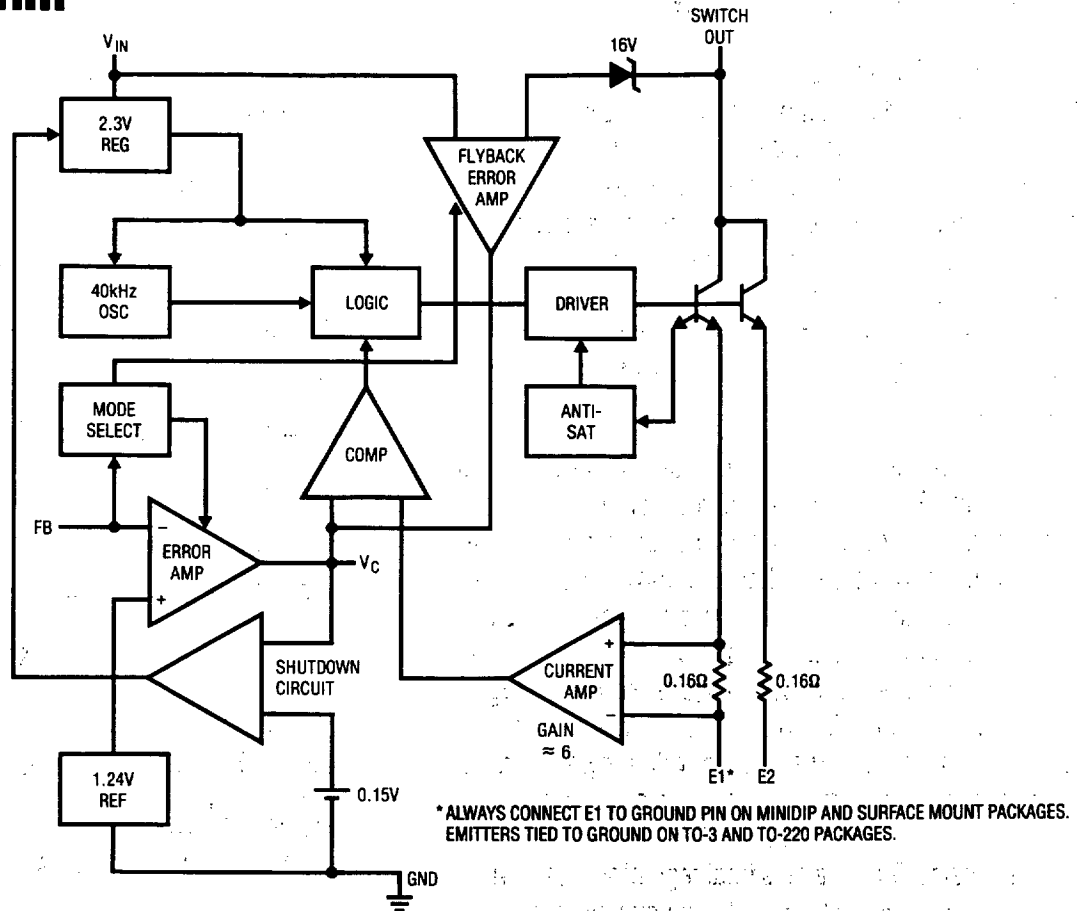 SWITCH
OUT
V_IN
16V
2.3V
REG
FLYBACK
ERROR
AMP
40kHz
OSC
LOGIC
DRIVER
MODE
SELECT
ANTI-
SAT
COMP
FB
−
ERROR
AMP
+
V_C
SHUTDOWN
CIRCUIT
+
CURRENT
AMP
−
GAIN
≈ 6
0.16Ω
0.16Ω
E1*
E2
1.24V
REF
0.15V
GND
* ALWAYS CONNECT E1 TO GROUND PIN ON MINIDIP AND SURFACE MOUNT PACKAGES.
EMITTERS TIED TO GROUND ON TO-3 AND TO-220 PACKAGES.